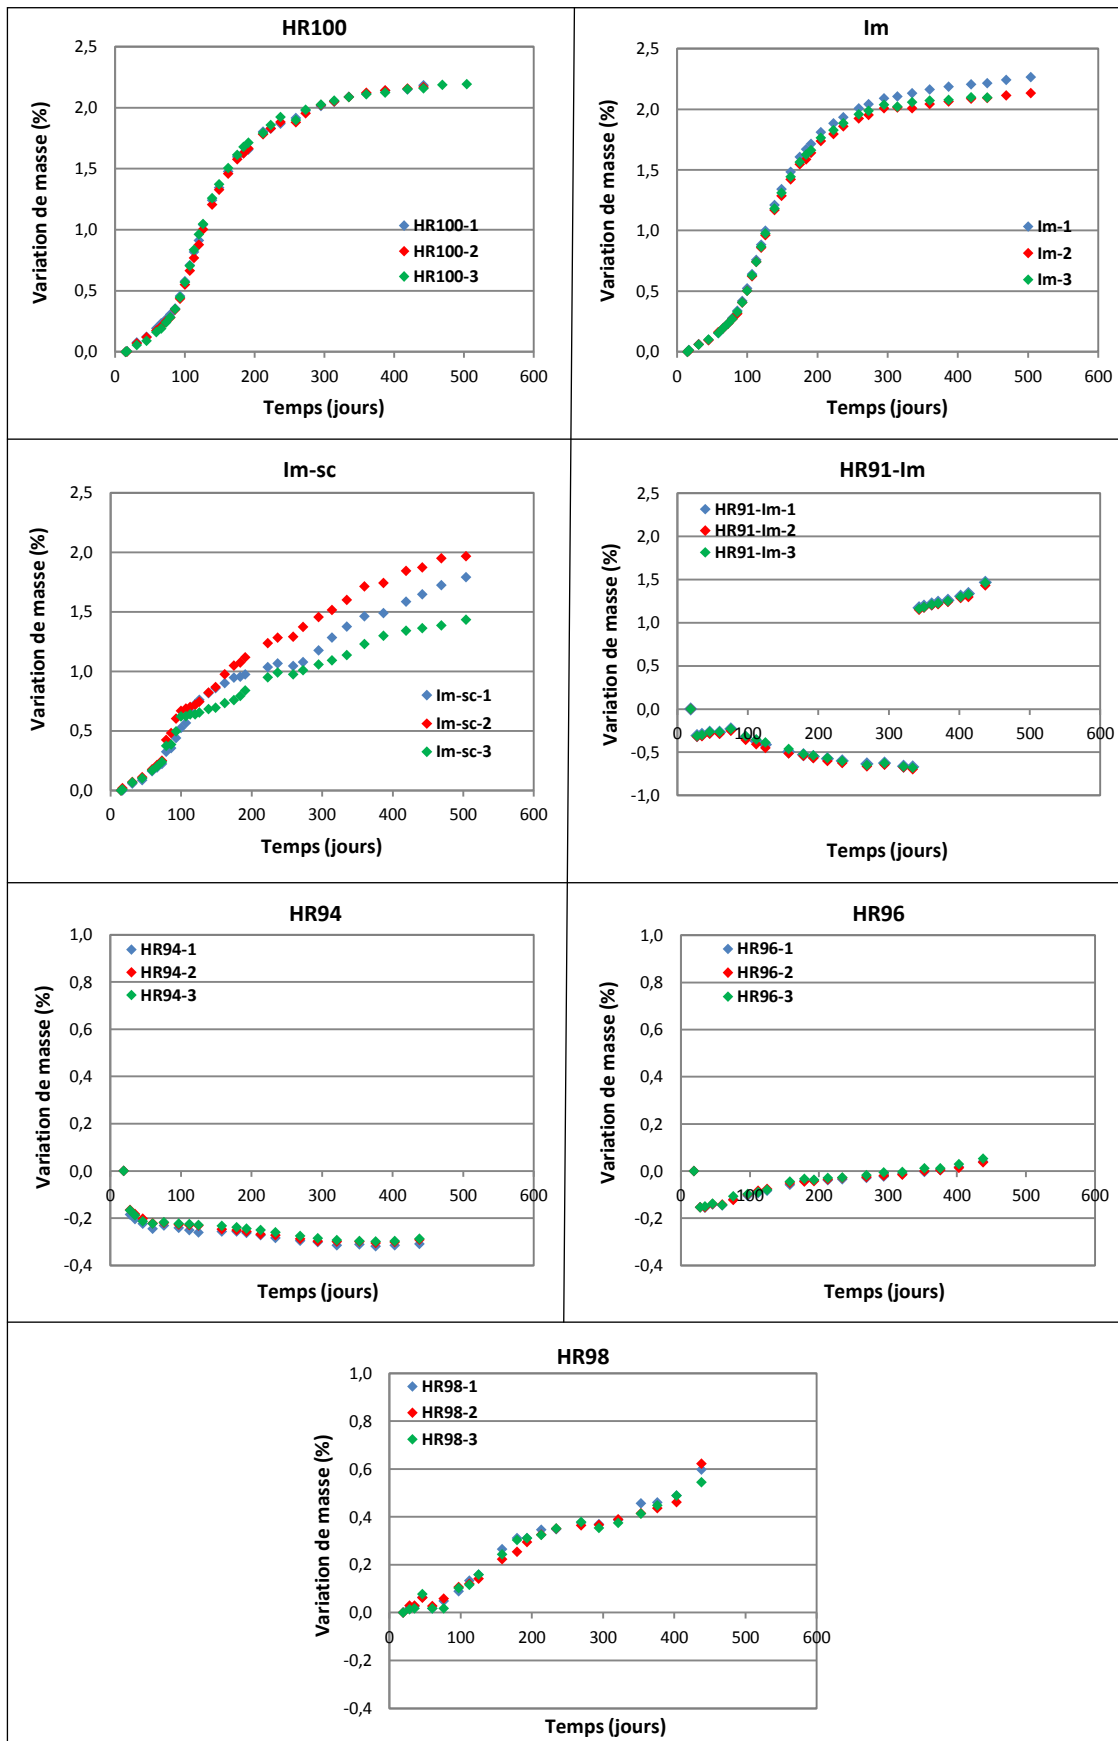 HR100
Variation de masse (%)
2,5
2,0
1,5
1,0
0,5
0,0
HR100-1
HR100-2
HR100-3
0 100 200 300 400 500 600
Temps (jours)
Im
Variation de masse (%)
2,5
2,0
1,5
1,0
0,5
0,0
Im-1
Im-2
Im-3
0 100 200 300 400 500 600
Temps (jours)
Im-sc
Variation de masse (%)
2,5
2,0
1,5
1,0
0,5
0,0
Im-sc-1
Im-sc-2
Im-sc-3
0 100 200 300 400 500 600
Temps (jours)
HR91-Im
Variation de masse (%)
2,5
2,0
1,5
1,0
0,5
0,0
-0,5
-1,0
HR91-Im-1
HR91-Im-2
HR91-Im-3
0 100 200 300 400 500 600
Temps (jours)
HR94
Variation de masse (%)
1,0
0,8
0,6
0,4
0,2
0,0
-0,2
-0,4
HR94-1
HR94-2
HR94-3
0 100 200 300 400 500 600
Temps (jours)
HR96
Variation de masse (%)
1,0
0,8
0,6
0,4
0,2
0,0
-0,2
-0,4
HR96-1
HR96-2
HR96-3
0 100 200 300 400 500 600
Temps (jours)
HR98
Variation de masse (%)
1,0
0,8
0,6
0,4
0,2
0,0
-0,2
-0,4
HR98-1
HR98-2
HR98-3
0 100 200 300 400 500 600
Temps (jours)